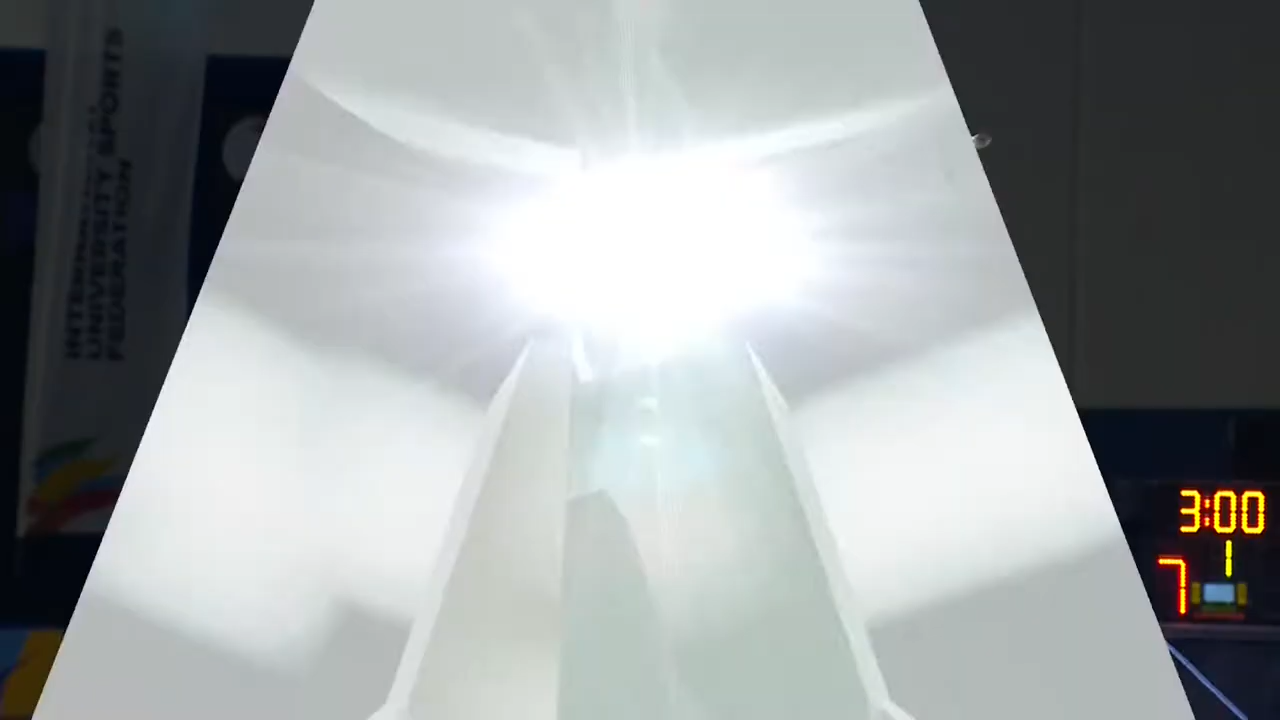 INTERNATIONAL
UNIVERSITY SPORTS
FEDERATION
3:00
1
7